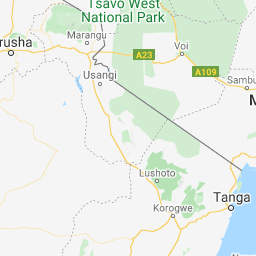 Tsavo West
National Park
rusha
Marangu
A23
Voi
Usangi
A109
Sambu
M
Lushoto
Tanga
Korogwe